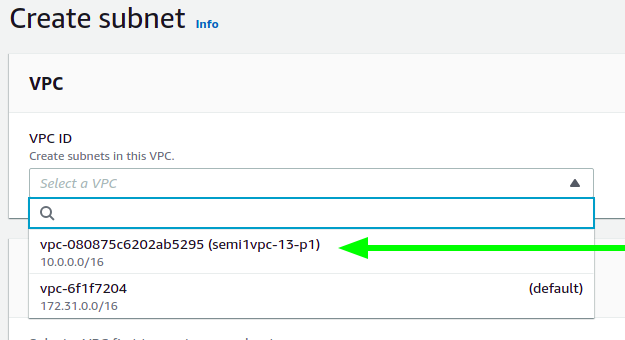 Create subnet Info
VPC
VPC ID
Create subnets in this VPC.
Select a VPC
vpc-080875c6202ab5295 (semi1vpc-13-p1)
10.0.0.0/16
vpc-6f1f7204 (default)
172.31.0.0/16